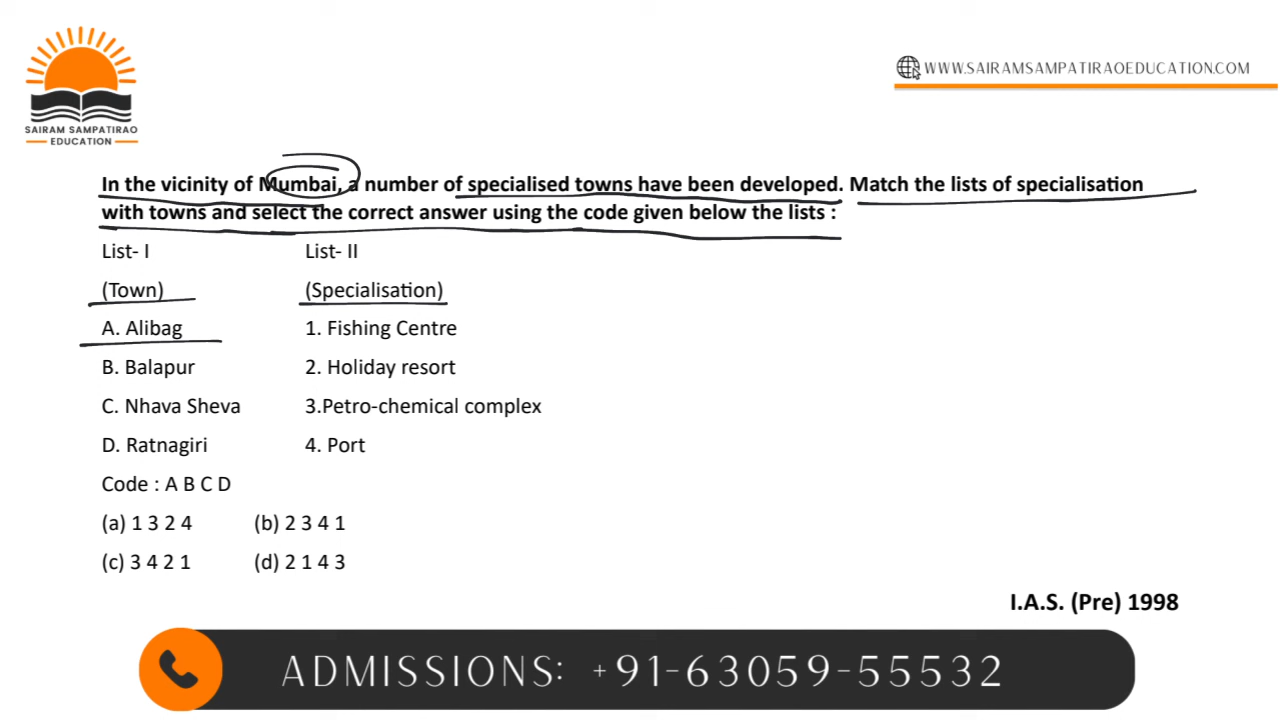 SAIRAM SAMPATIRAO
EDUCATION
WWW.SAIRAMSAMPATIRAOEDUCATION.COM
In the vicinity of Mumbai, a number of specialised towns have been developed. Match the lists of specialisation
with towns and select the correct answer using the code given below the lists :
List- I List- II
(Town) (Specialisation)
A. Alibag 1. Fishing Centre
B. Balapur 2. Holiday resort
C. Nhava Sheva 3.Petro-chemical complex
D. Ratnagiri 4. Port
Code : A B C D
(a) 1 3 2 4 (b) 2 3 4 1
(c) 3 4 2 1 (d) 2 1 4 3
I.A.S. (Pre) 1998
ADMISSIONS: +91-63059-55532